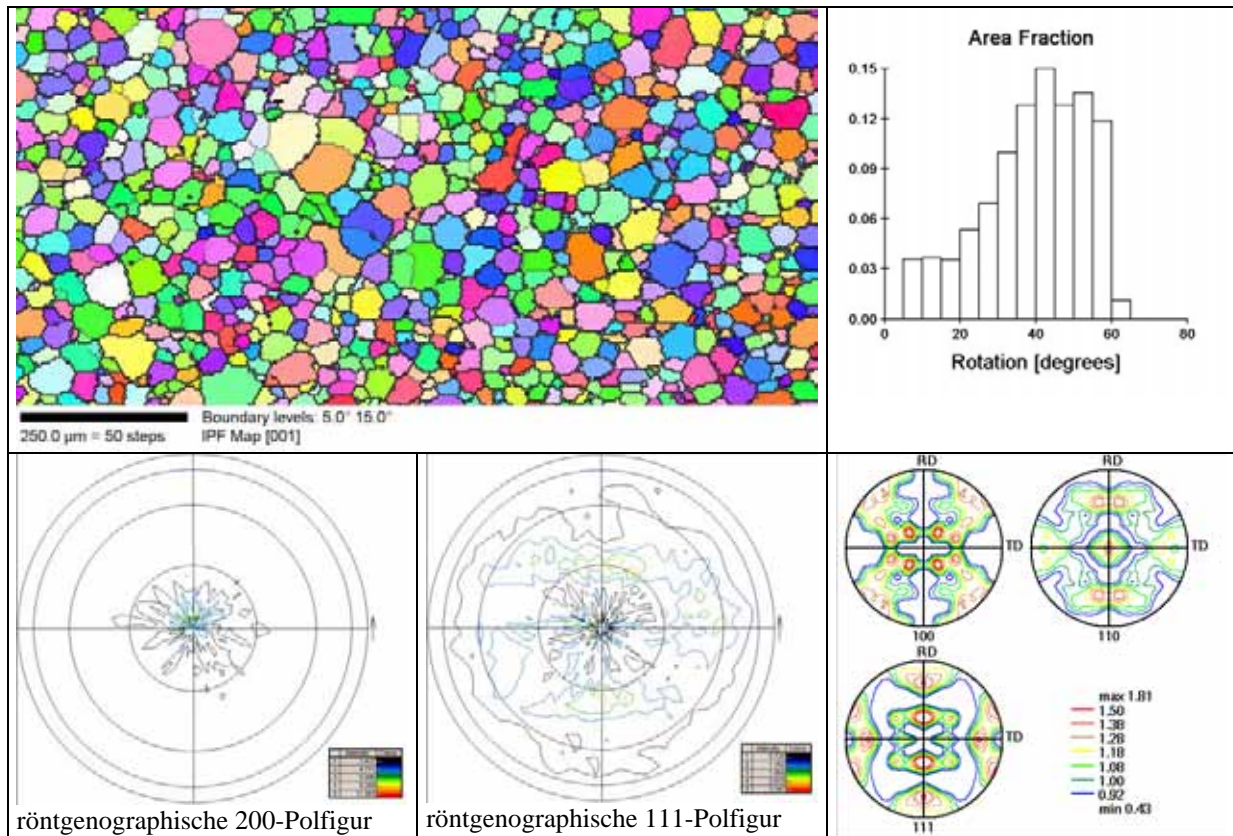 Area Fraction
0.15
0.12
0.09
0.06
0.03
0.00
0 20 40 60 80
Rotation [degrees]
Boundary levels: 5.0° 15.0°
250.0 µm = 50 steps IPF Map [001]
röntgenographische 200-Polfigur
röntgenographische 111-Polfigur
RD
TD
100
RD
TD
110
RD
TD
111
max 1.81
1.50
1.38
1.28
1.18
1.08
1.00
0.92
min 0.43